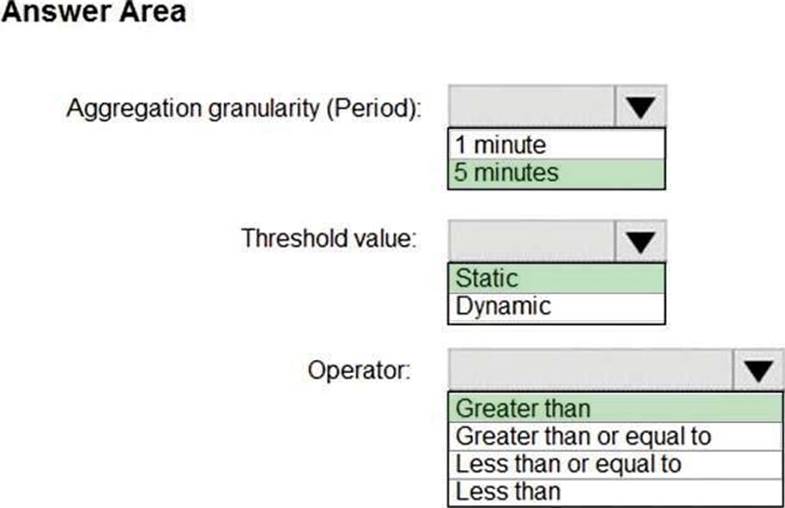 Answer Area
Aggregation granularity (Period):
1 minute
5 minutes
Threshold value:
Static
Dynamic
Operator:
Greater than
Greater than or equal to
Less than or equal to
Less than